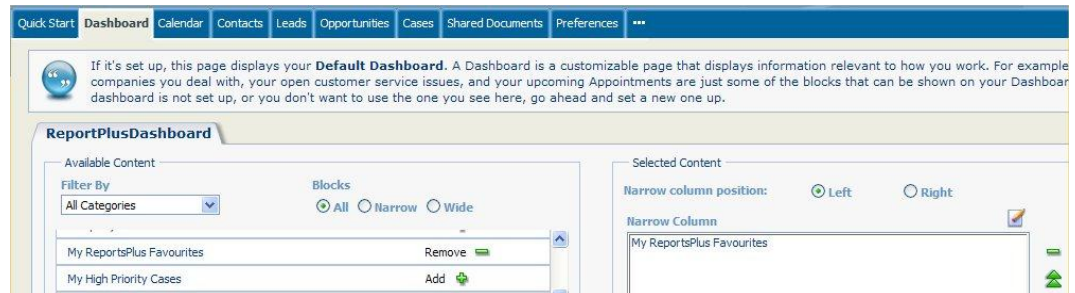 Quick Start Dashboard Calendar Contacts Leads Opportunities Cases Shared Documents Preferences •••
If it's set up, this page displays your Default Dashboard. A Dashboard is a customizable page that displays information relevant to how you work. For example
companies you deal with, your open customer service issues, and your upcoming Appointments are just some of the blocks that can be shown on your Dashboar
dashboard is not set up, or you don't want to use the one you see here, go ahead and set a new one up.
ReportPlusDashboard
Available Content
Selected Content
Filter By
Blocks
All Categories
All Narrow Wide
Narrow column position: Left Right
Narrow Column
My ReportsPlus Favourites Remove
My High Priority Cases Add
My ReportsPlus Favourites